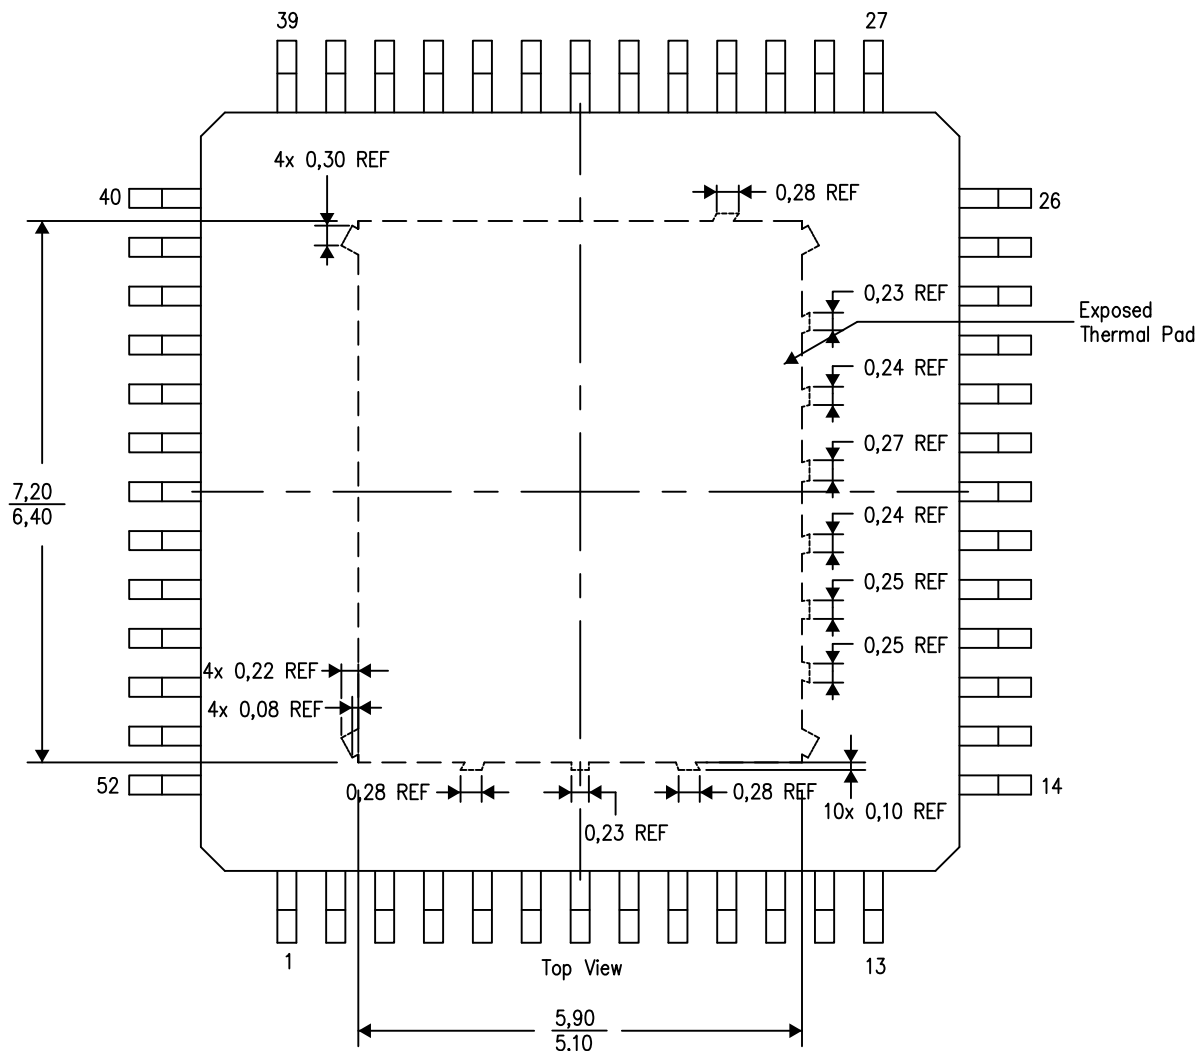 39
27
4x 0,30 REF
40
0,28 REF
26
0,23 REF
Exposed
Thermal Pad
0,24 REF
0,27 REF
7,20
6,40
0,24 REF
0,25 REF
0,25 REF
4x 0,22 REF
4x 0,08 REF
52
0,28 REF
0,28 REF
14
10x 0,10 REF
0,23 REF
1
Top View
13
5,90
5,10